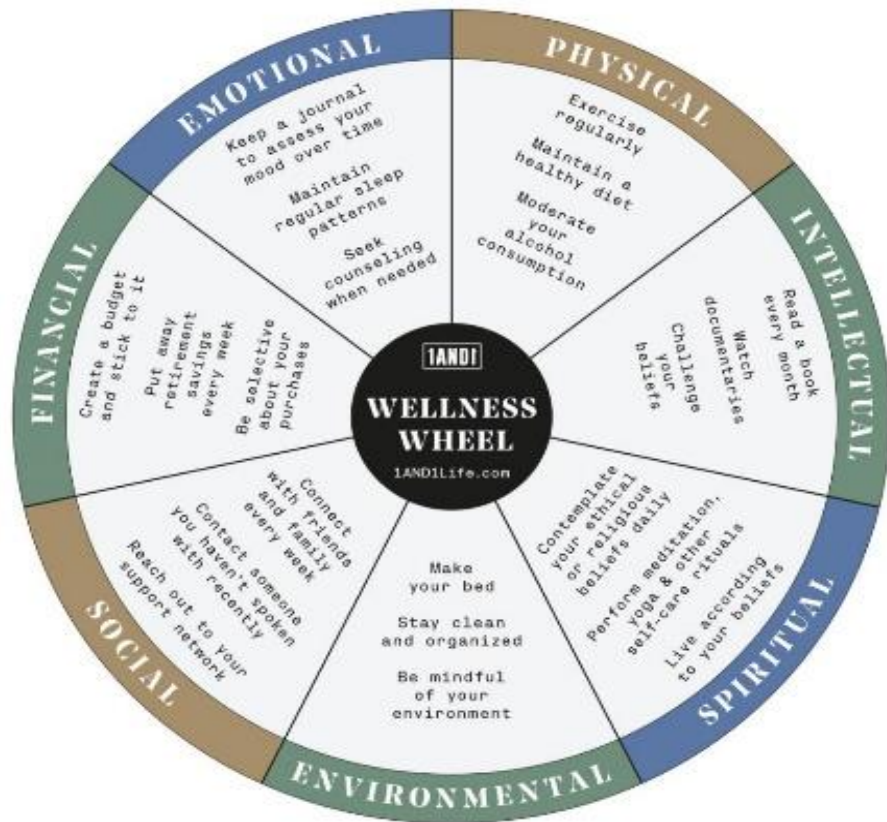 EMOTIONAL
Keep a journal
to assess your
mood over time
Maintain
regular sleep
patterns
Seek
counseling
when needed
PHYSICAL
Exercise
regularly
Maintain a
healthy diet
Moderate
your
alcohol
consumption
INTELLECTUAL
Read a book
every month
Watch
documentaries
Challenge
your
beliefs
SPIRITUAL
Contemplate
your ethical
or religious
beliefs daily
Perform meditation,
yoga & other
self-care rituals
Live according
to your beliefs
ENVIRONMENTAL
Make
your bed
Stay clean
and organized
Be mindful
of your
environment
SOCIAL
Connect
with friends
and family
every week
Contact someone
you haven't spoken
with recently
Reach out to your
support network
FINANCIAL
Create a budget
and stick to it
Put away
retirement
savings
every week
Be selective
about your
purchases
1AND1
WELLNESS
WHEEL
1AND1Life.com